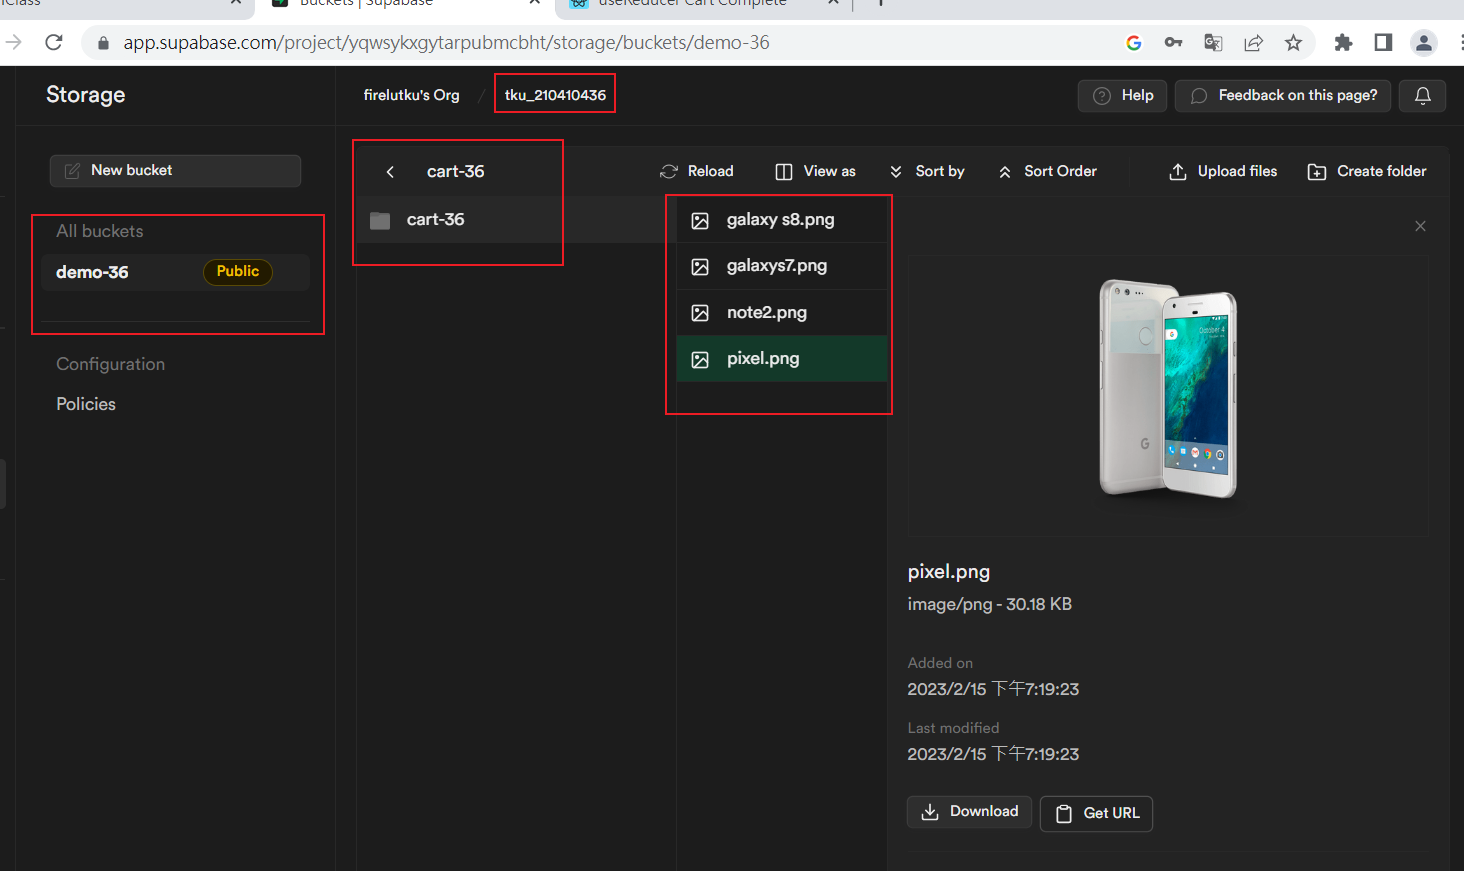 Buckets | Supabase
useReducer Cart Complete
app.supabase.com/project/yqwsykxgytarpubmcbht/storage/buckets/demo-36
Storage
firelutku's Org / tku_210410436
Help
Feedback on this page?
New bucket
cart-36
Reload
View as
Sort by
Sort Order
Upload files
Create folder
All buckets
demo-36
Public
Configuration
Policies
cart-36
galaxy s8.png
galaxys7.png
note2.png
pixel.png
October 4
pixel.png
image/png - 30.18 KB
Added on
2023/2/15 下午7:19:23
Last modified
2023/2/15 下午7:19:23
Download
Get URL